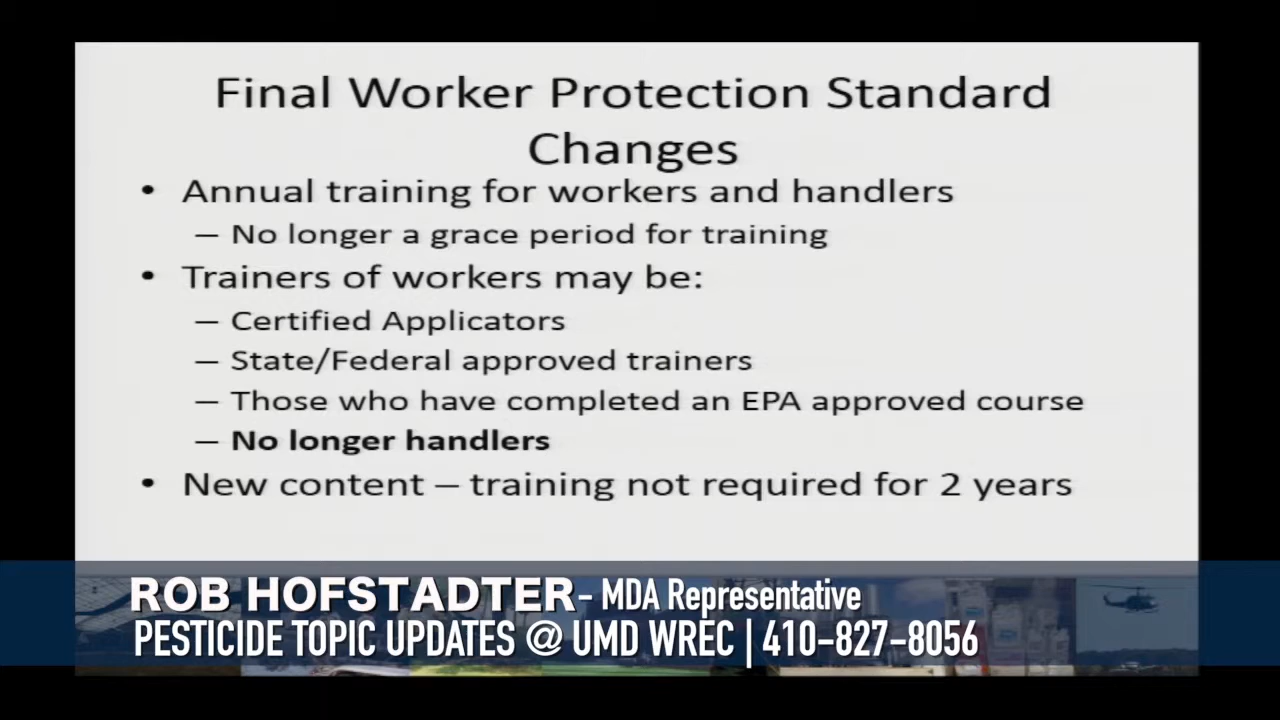 Final Worker Protection Standard
Changes
• Annual training for workers and handlers
– No longer a grace period for training
• Trainers of workers may be:
– Certified Applicators
– State/Federal approved trainers
– Those who have completed an EPA approved course
– No longer handlers
• New content – training not required for 2 years
ROB HOFSTADTER- MDA Representative
PESTICIDE TOPIC UPDATES @ UMD WREC | 410-827-8056